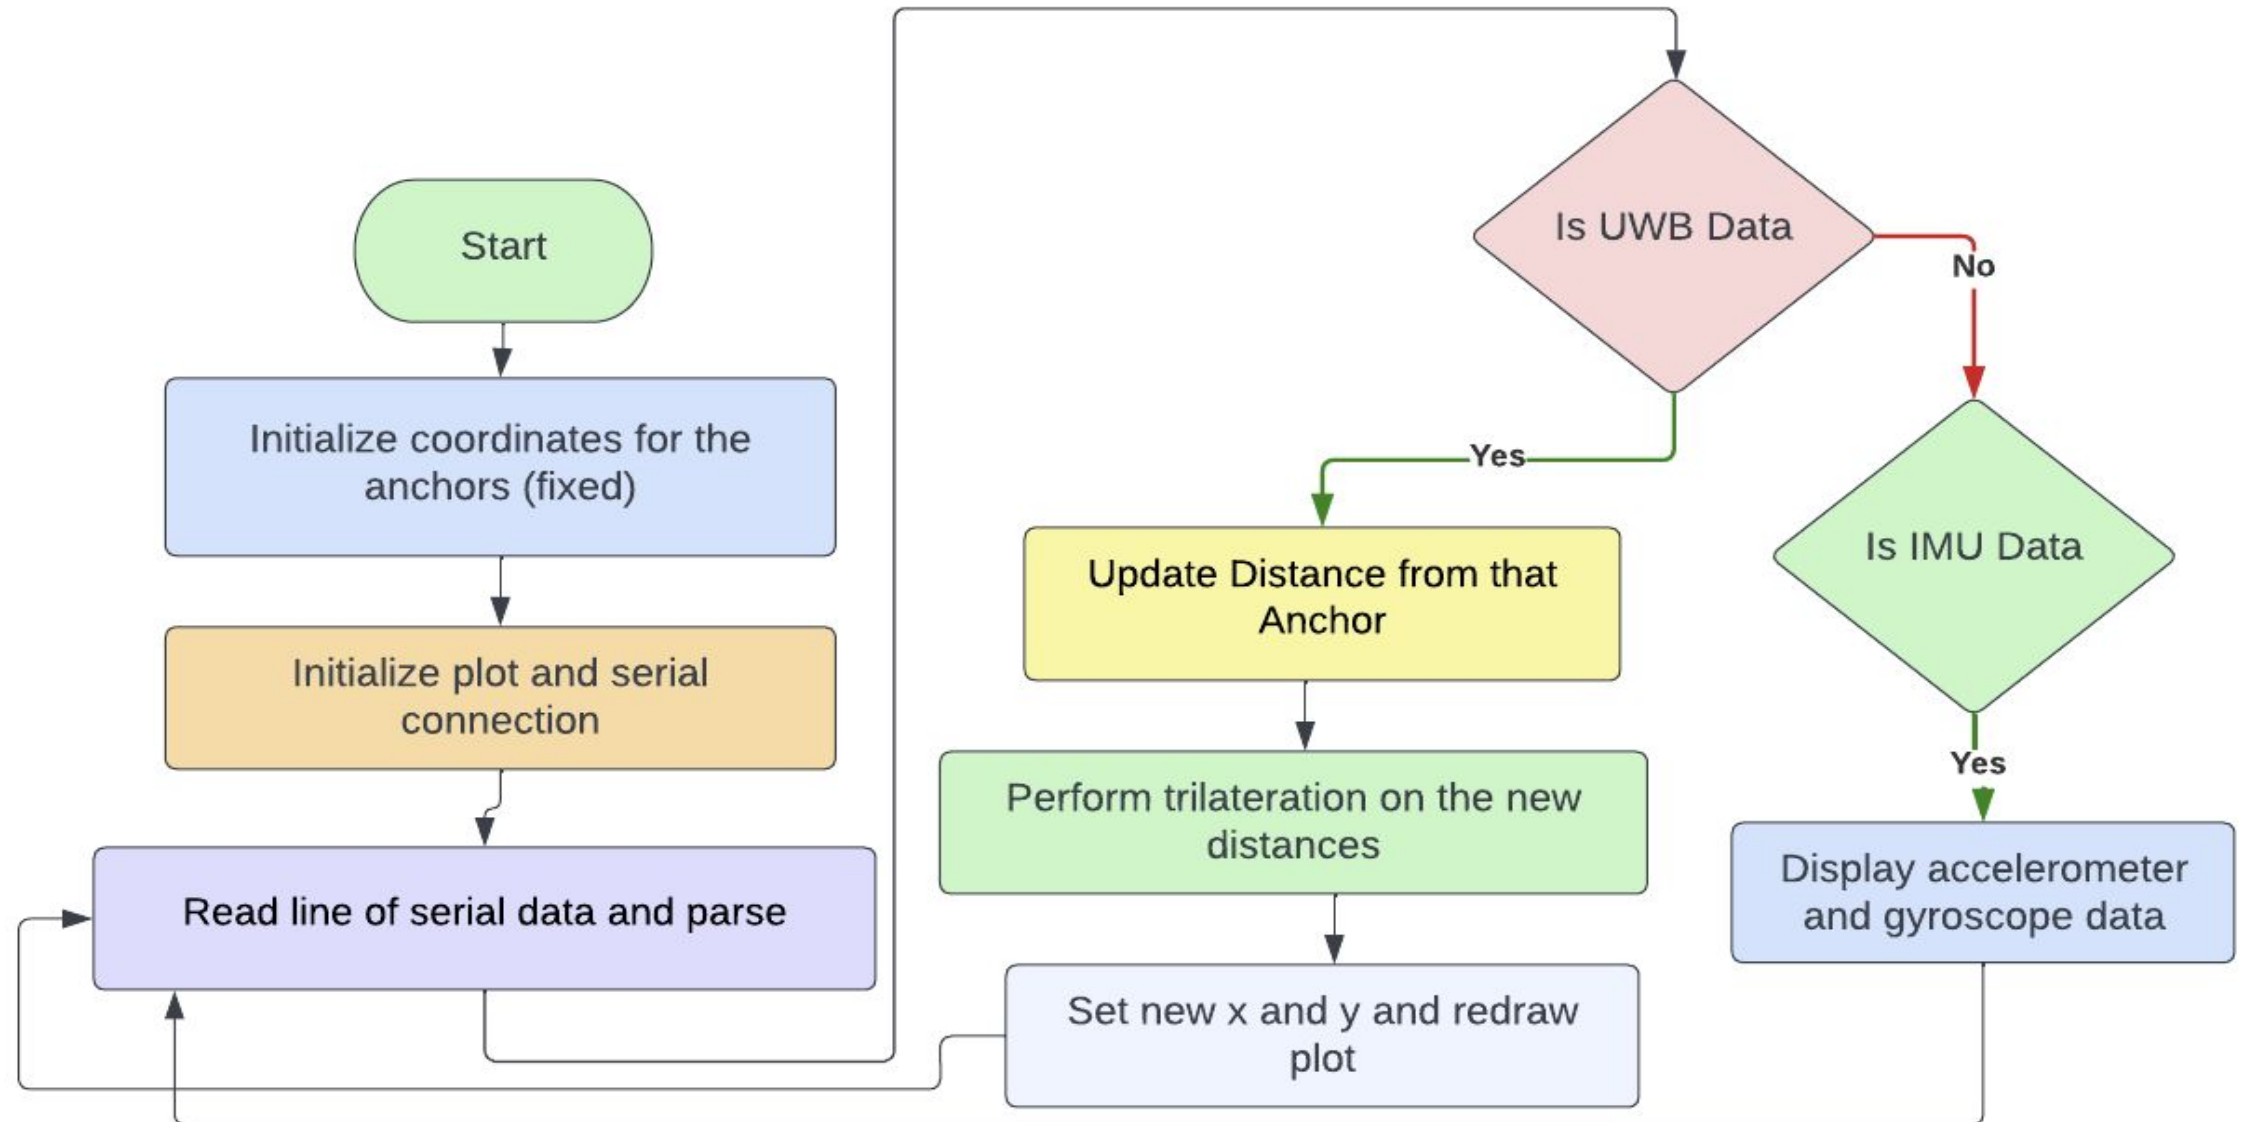 Start
Initialize coordinates for the
anchors (fixed)
Initialize plot and serial
connection
Read line of serial data and parse
Is UWB Data
No
Yes
Is IMU Data
Yes
Update Distance from that
Anchor
Perform trilateration on the new
distances
Set new x and y and redraw
plot
Display accelerometer
and gyroscope data